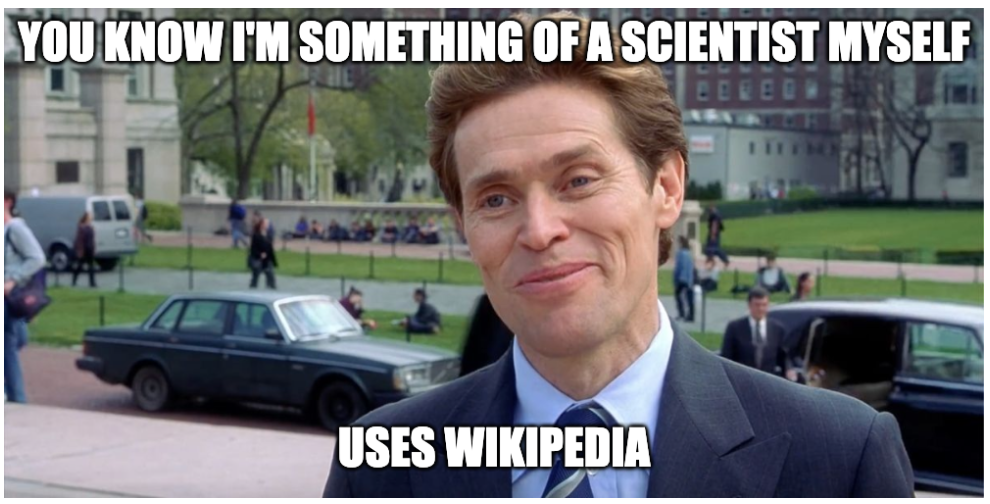 YOU KNOW I'M SOMETHING OF A SCIENTIST MYSELF
USES WIKIPEDIA